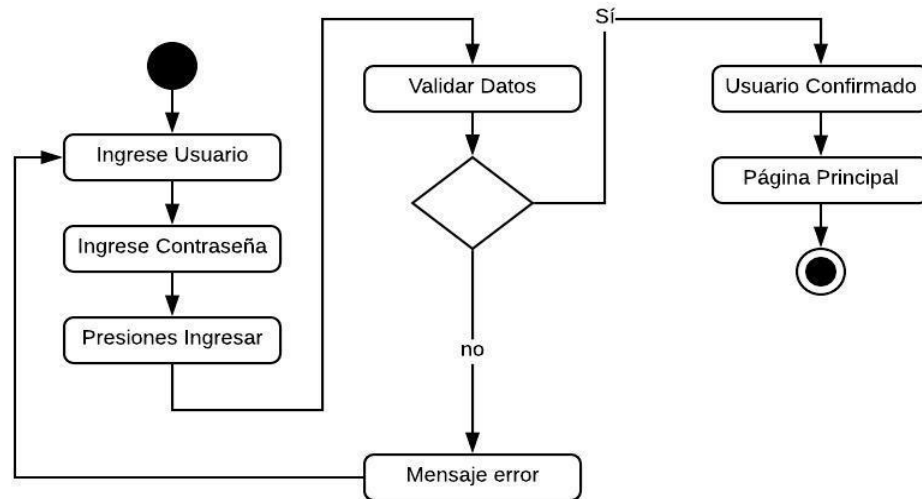 Ingrese Usuario
Ingrese Contraseña
Presiones Ingresar
Validar Datos
Sí
no
Mensaje error
Usuario Confirmado
Página Principal